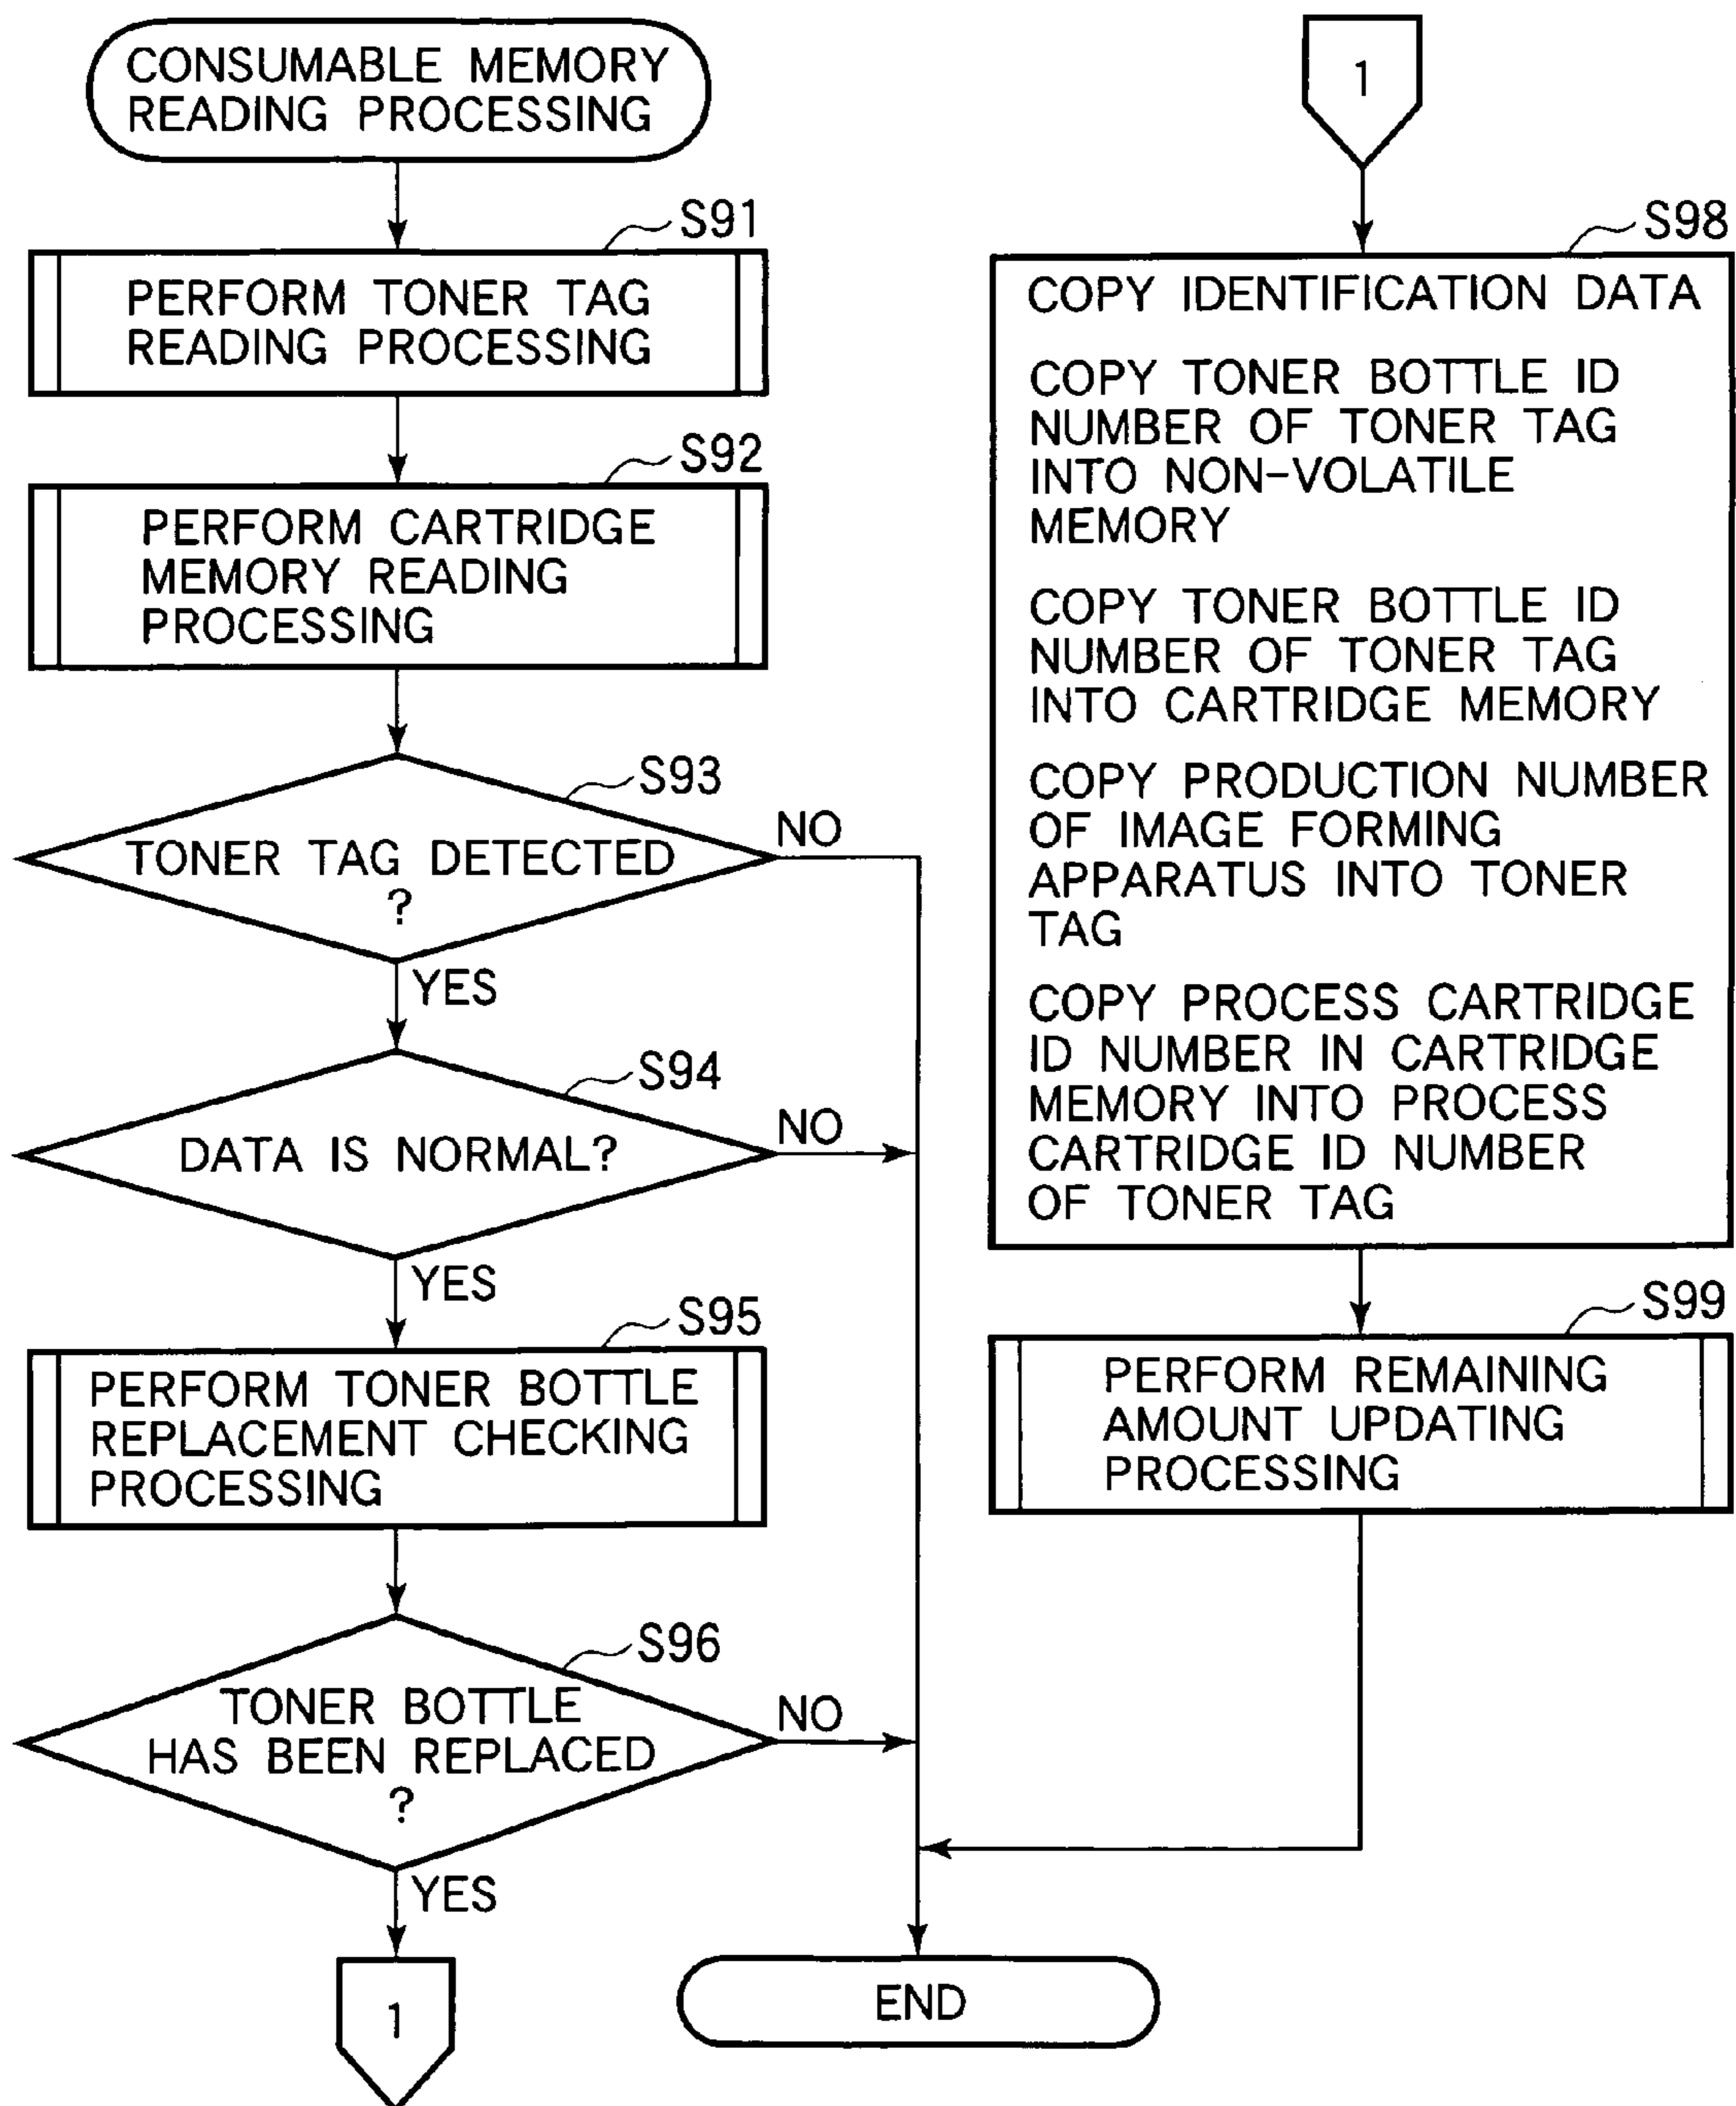 CONSUMABLE MEMORY
READING PROCESSING
S91
PERFORM TONER TAG
READING PROCESSING
S92
PERFORM CARTRIDGE
MEMORY READING
PROCESSING
S93
TONER TAG DETECTED
?
NO
YES
S94
DATA IS NORMAL?
NO
YES
S95
PERFORM TONER BOTTLE
REPLACEMENT CHECKING
PROCESSING
S96
TONER BOTTLE
HAS BEEN REPLACED
?
NO
YES
1
1
S98
COPY IDENTIFICATION DATA
COPY TONER BOTTLE ID
NUMBER OF TONER TAG
INTO NON-VOLATILE
MEMORY
COPY TONER BOTTLE ID
NUMBER OF TONER TAG
INTO CARTRIDGE MEMORY
COPY PRODUCTION NUMBER
OF IMAGE FORMING
APPARATUS INTO TONER
TAG
COPY PROCESS CARTRIDGE
ID NUMBER IN CARTRIDGE
MEMORY INTO PROCESS
CARTRIDGE ID NUMBER
OF TONER TAG
S99
PERFORM REMAINING
AMOUNT UPDATING
PROCESSING
END